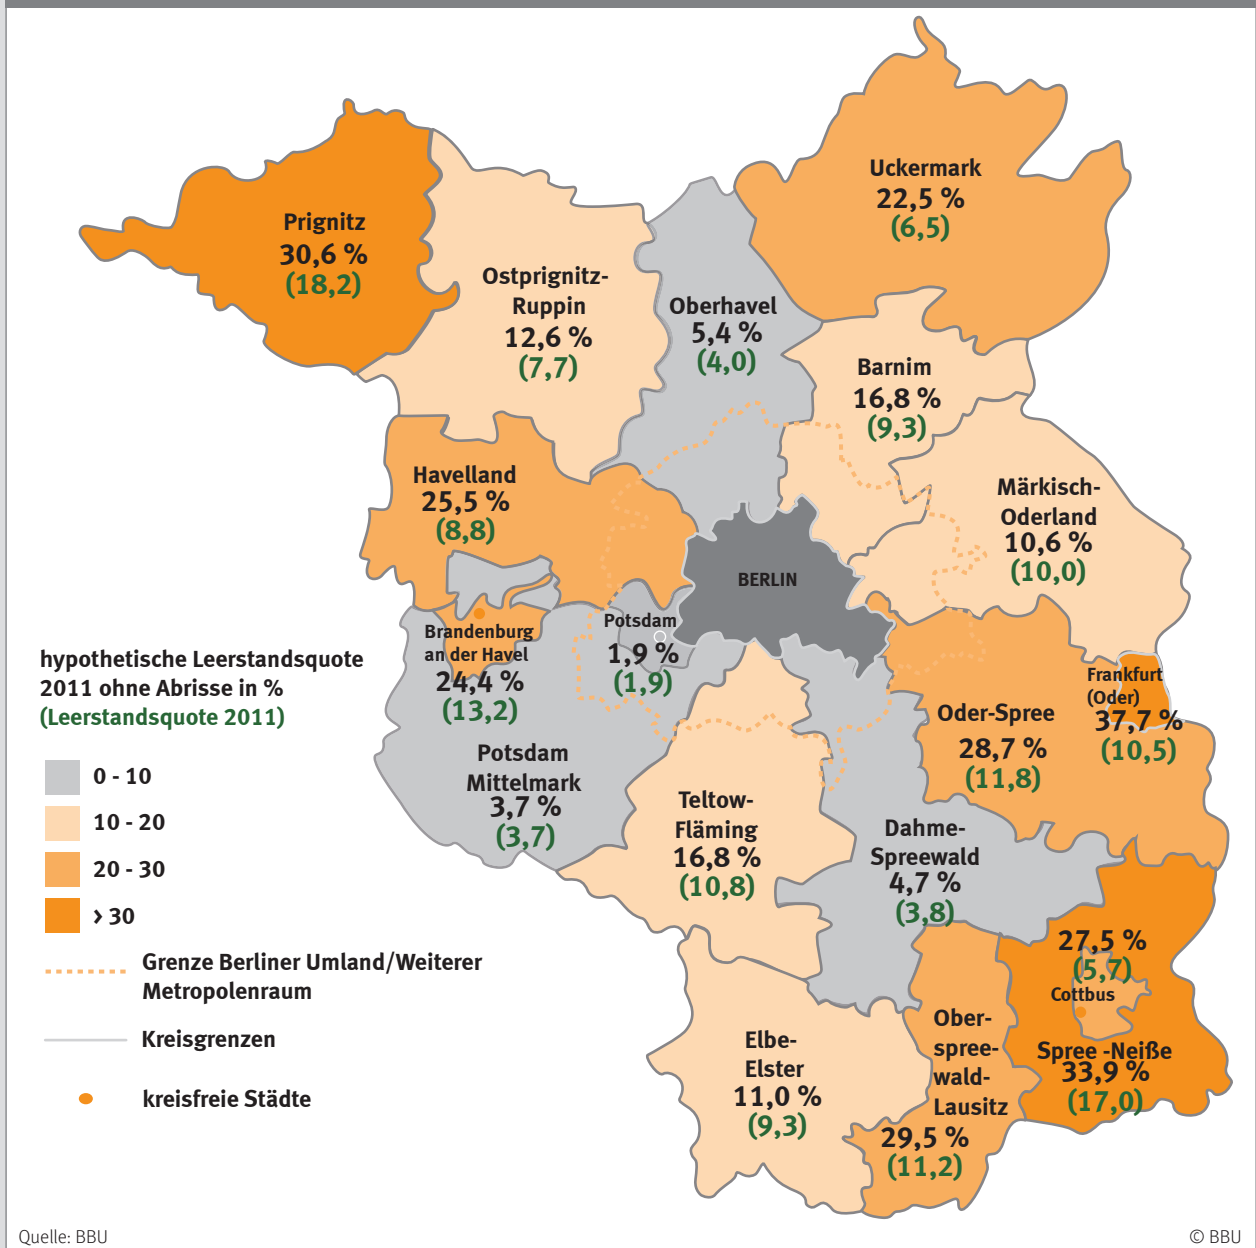 Uckermark
22,5 %
(6,5)
Prignitz
30,6 %
(18,2)
Ostprignitz-
Ruppin
12,6 %
(7,7)
Oberhavel
5,4 %
(4,0)
Barnim
16,8 %
(9,3)
Havelland
25,5 %
(8,8)
Märkisch-
Oderland
10,6 %
(10,0)
BERLIN
Potsdam
1,9 %
(1,9)
Brandenburg
an der Havel
24,4 %
(13,2)
Frankfurt
(Oder)
37,7 %
(10,5)
Oder-Spree
28,7 %
(11,8)
Potsdam
Mittelmark
3,7 %
(3,7)
Teltow-
Fläming
16,8 %
(10,8)
Dahme-
Spreewald
4,7 %
(3,8)
27,5 %
(5,7)
Cottbus
Spree -Neiße
33,9 %
(17,0)
Ober-
spree-
wald-
Lausitz
29,5 %
(11,2)
Elbe-
Elster
11,0 %
(9,3)
hypothetische Leerstandsquote
2011 ohne Abrisse in %
(Leerstandsquote 2011)
0 - 10
10 - 20
20 - 30
> 30
Grenze Berliner Umland/Weiterer
Metropolenraum
Kreisgrenzen
kreisfreie Städte
Quelle: BBU
© BBU